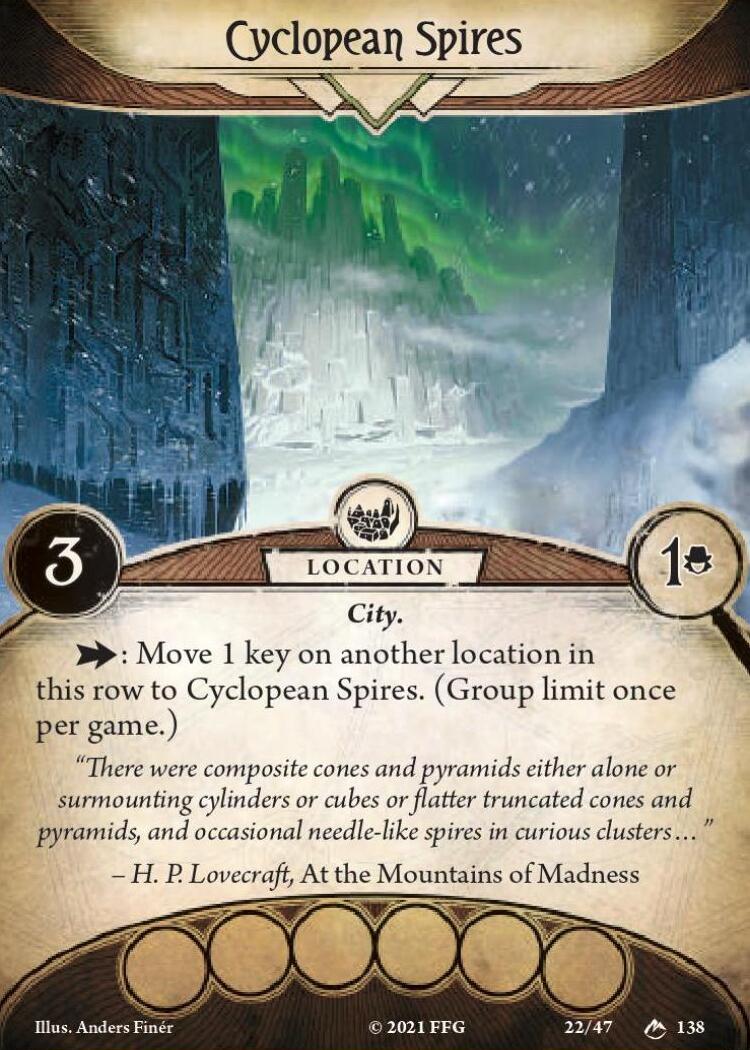 Cyclopean Spires
3
LOCATION
1
City.
: Move 1 key on another location in
this row to Cyclopean Spires. (Group limit once
per game.)
“There were composite cones and pyramids either alone or
surmounting cylinders or cubes or flatter truncated cones and
pyramids, and occasional needle-like spires in curious clusters…”
– H. P. Lovecraft, At the Mountains of Madness
Illus. Anders Finér
© 2021 FFG
22/47
138